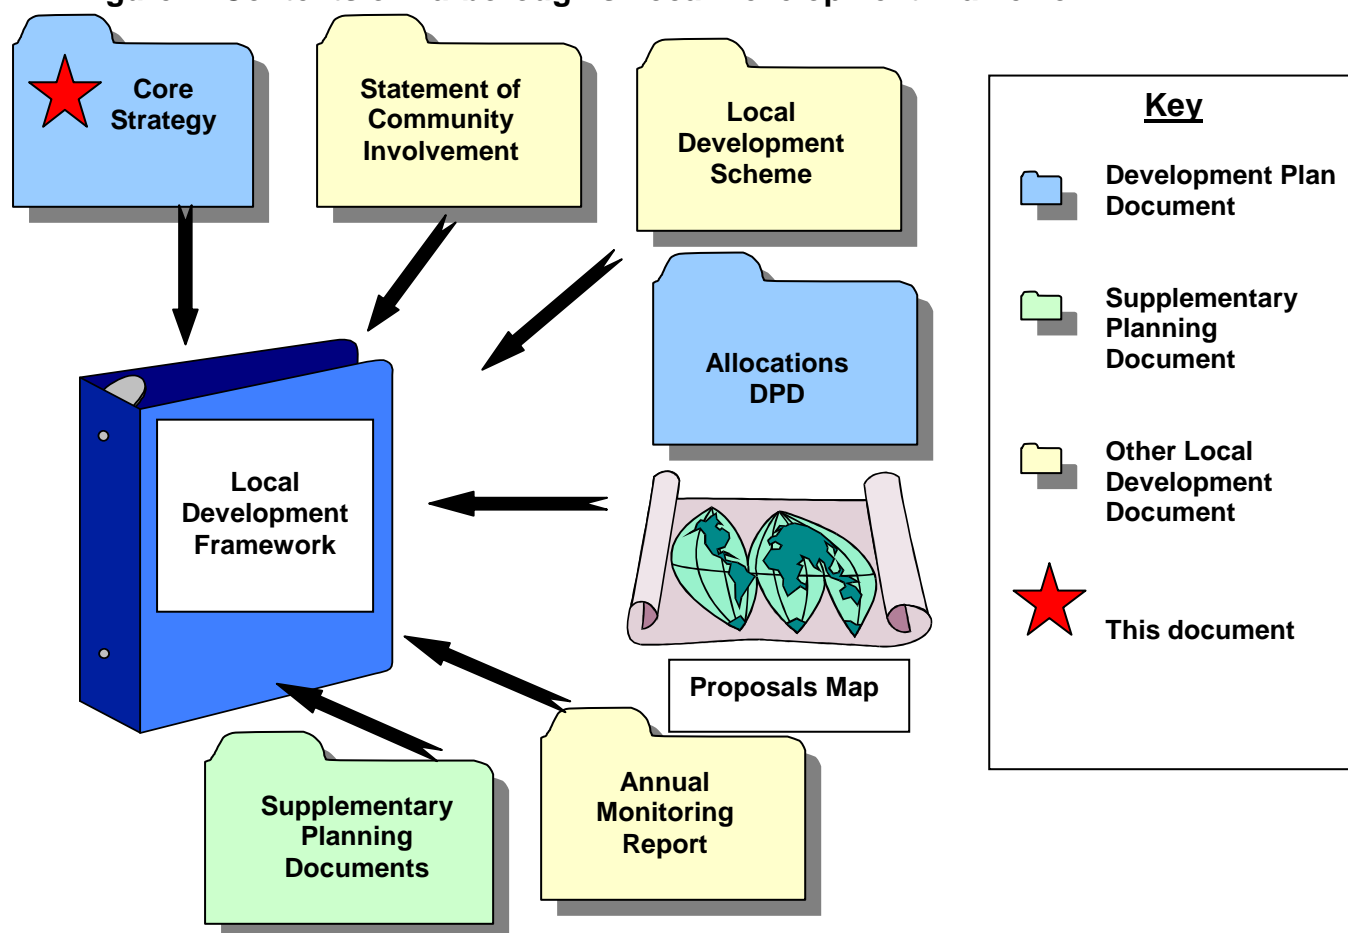 Core
Strategy
Statement of
Community
Involvement
Local
Development
Scheme
Allocations
DPD
Local
Development
Framework
Proposals Map
Supplementary
Planning
Documents
Annual
Monitoring
Report
Key
Development Plan
Document
Supplementary
Planning
Document
Other Local
Development
Document
This document